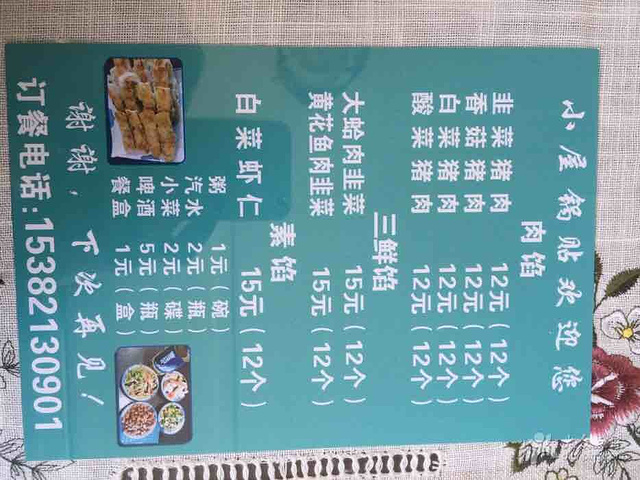 小屋锅贴欢迎您
肉馅
韭菜猪肉 12元(12个)
香菇猪肉 12元(12个)
白菜猪肉 12元(12个)
酸菜猪肉 12元(12个)
三鲜馅
大蛤肉韭菜 15元(12个)
黄花鱼肉韭菜 15元(12个)
素馅
白菜虾仁 15元(12个)
粥 1元(碗)
汽水 2元(瓶)
小菜 2元(碟)
啤酒 5元(瓶)
餐盒 1元(盒)
谢谢,下次再见!
订餐电话:15382130901